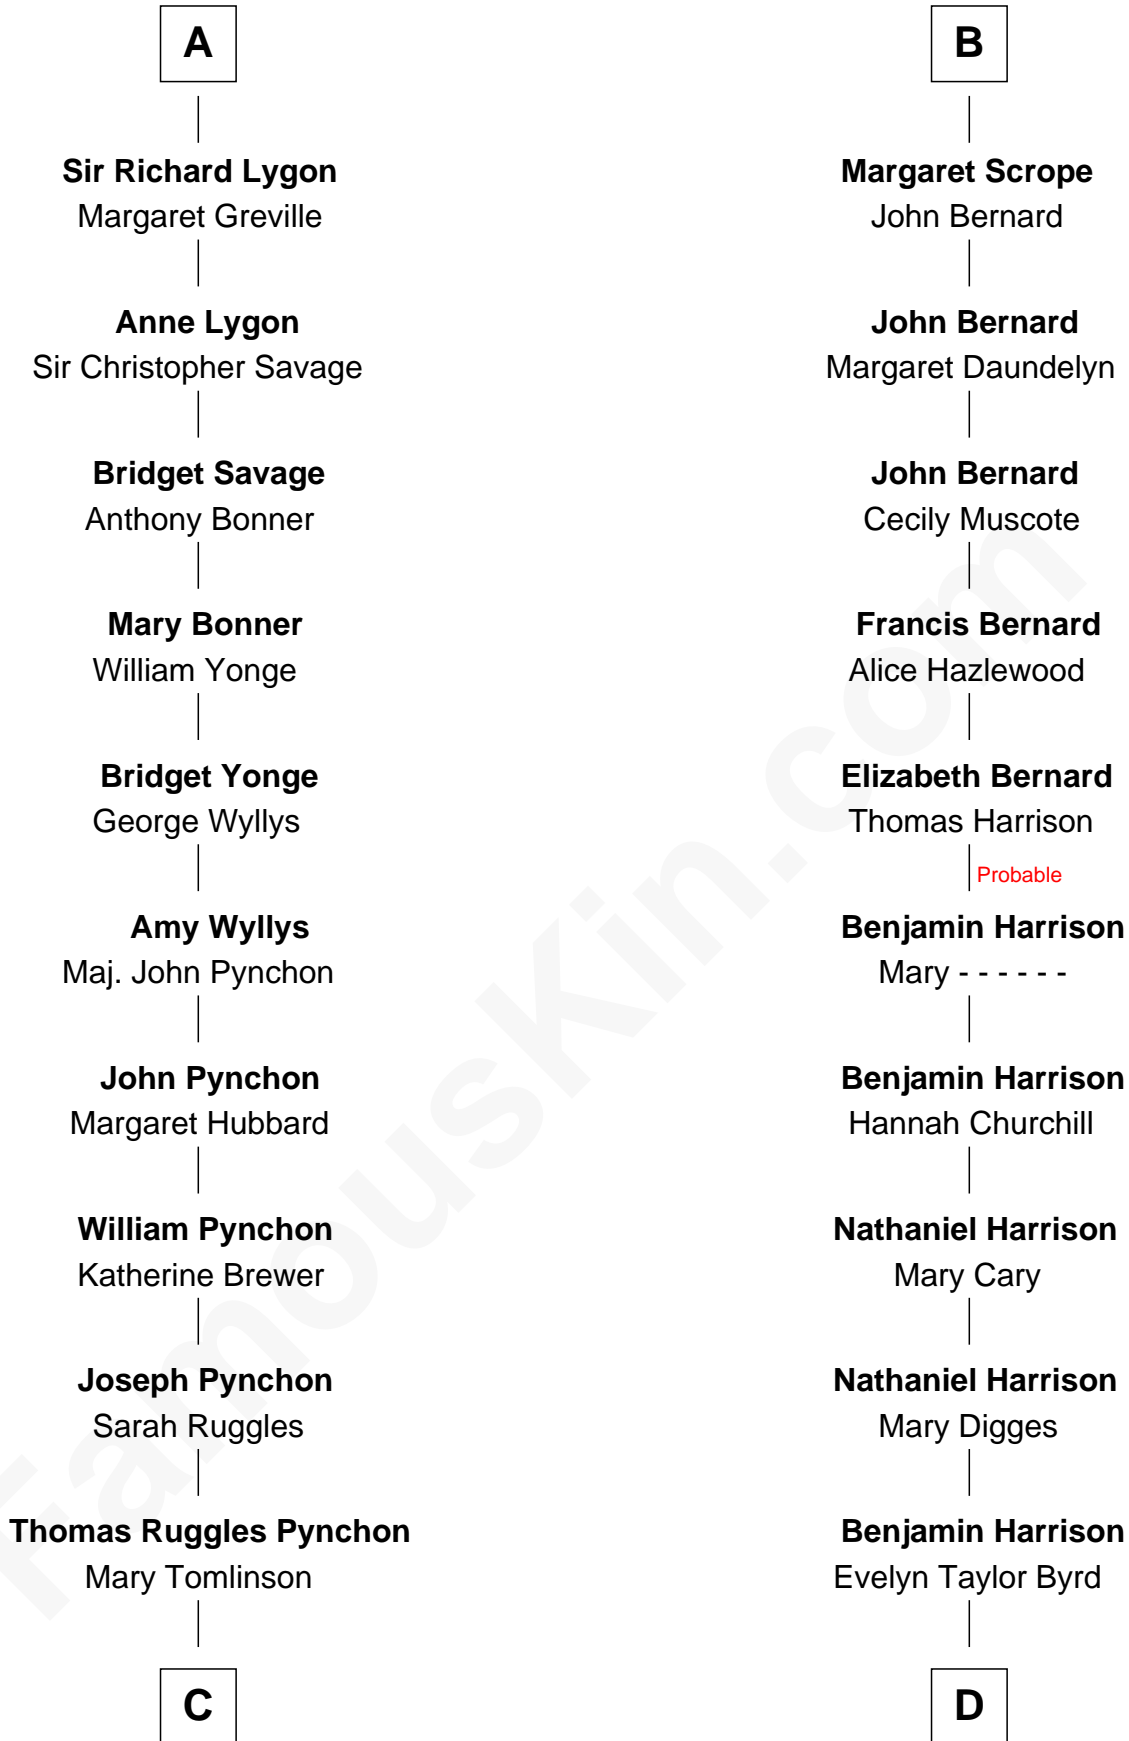 A
Sir Richard Lygon
Margaret Greville
Anne Lygon
Sir Christopher Savage
Bridget Savage
Anthony Bonner
Mary Bonner
William Yonge
Bridget Yonge
George Wyllys
Amy Wyllys
Maj. John Pynchon
John Pynchon
Margaret Hubbard
William Pynchon
Katherine Brewer
Joseph Pynchon
Sarah Ruggles
Thomas Ruggles Pynchon
Mary Tomlinson
C
B
Margaret Scrope
John Bernard
John Bernard
Margaret Daundelyn
John Bernard
Cecily Muscote
Francis Bernard
Alice Hazlewood
Elizabeth Bernard
Thomas Harrison
Probable
Benjamin Harrison
Mary - - - - - -
Benjamin Harrison
Hannah Churchill
Nathaniel Harrison
Mary Cary
Nathaniel Harrison
Mary Digges
Benjamin Harrison
Evelyn Taylor Byrd
D
FamousKin.com